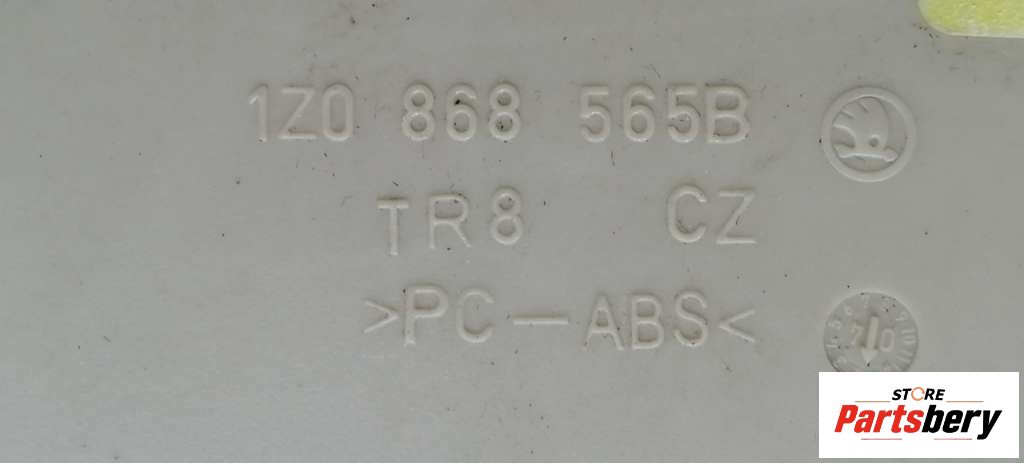 1Z0 868 565B
TR8 CZ
>PC-ABS<
STORE
Partsbery